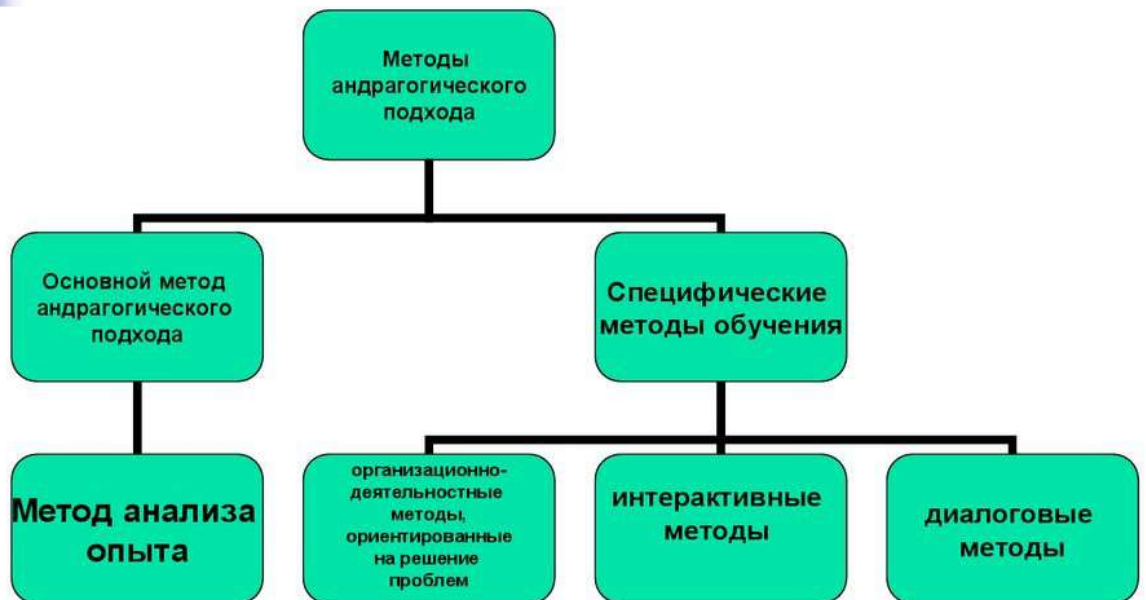 Методы
андрагогического
подхода
Основной метод
андрагогического
подхода
Специфические
методы обучения
Метод анализа
опыта
организационно-
деятельностные
методы,
ориентированные
на решение
проблем
интерактивные
методы
диалоговые
методы